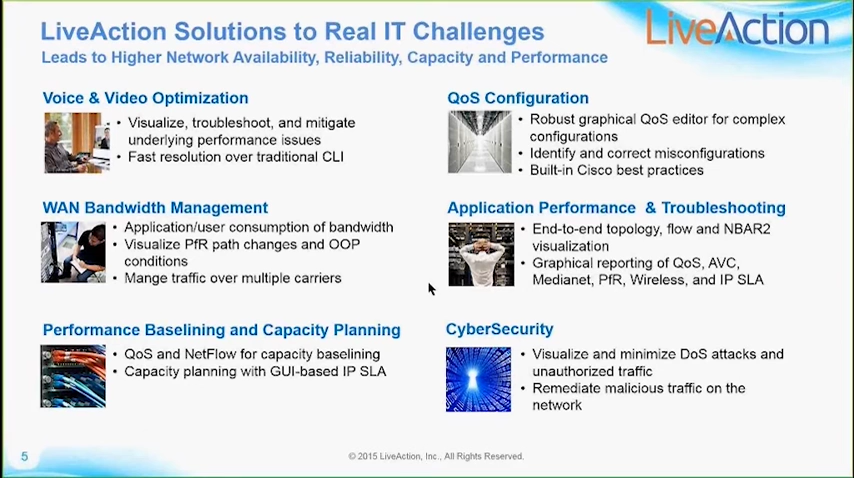 LiveAction Solutions to Real IT Challenges
LiveAction
Leads to Higher Network Availability, Reliability, Capacity and Performance
Voice & Video Optimization
• Visualize, troubleshoot, and mitigate
underlying performance issues
• Fast resolution over traditional CLI
QoS Configuration
• Robust graphical QoS editor for complex
configurations
• Identify and correct misconfigurations
• Built-in Cisco best practices
WAN Bandwidth Management
• Application/user consumption of bandwidth
• Visualize PfR path changes and OOP
conditions
• Mange traffic over multiple carriers
Application Performance & Troubleshooting
• End-to-end topology, flow and NBAR2
visualization
• Graphical reporting of QoS, AVC,
Medianet, PfR, Wireless, and IP SLA
Performance Baselining and Capacity Planning
• QoS and NetFlow for capacity baselining
• Capacity planning with GUI-based IP SLA
CyberSecurity
• Visualize and minimize DoS attacks and
unauthorized traffic
• Remediate malicious traffic on the
network
5
© 2015 LiveAction, Inc., All Rights Reserved.